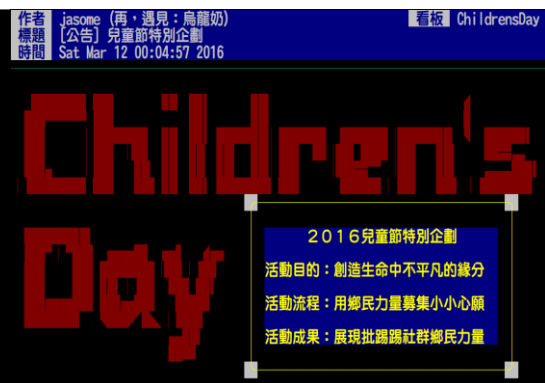 作者 jasome (再‧遇見：烏龍奶) 看板 ChildrensDay
標題 [公告] 兒童節特別企劃
時間 Sat Mar 12 00:04:57 2016
Children's
Day
２０１６兒童節特別企劃
活動目的：創造生命中不平凡的緣分
活動流程：用鄉民力量募集小小心願
活動成果：展現批踢踢社群鄉民力量